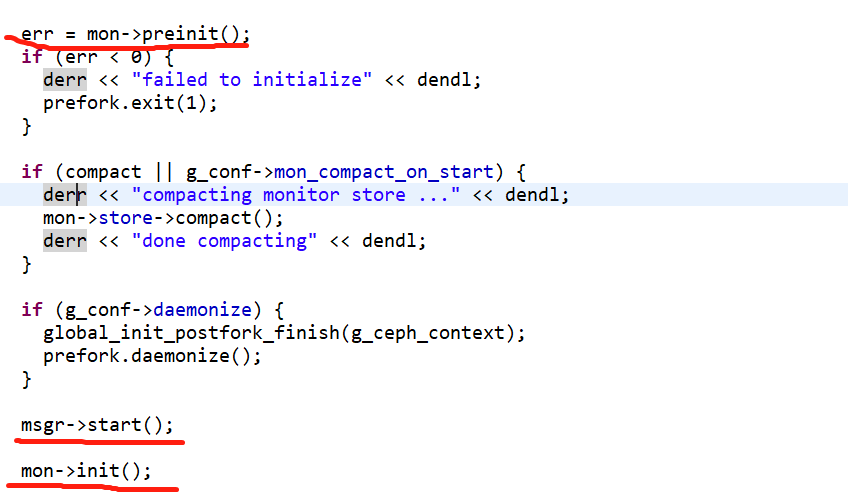 err = mon->preinit();
if (err < 0) {
derr << "failed to initialize" << dendl;
prefork.exit(1);
}
if (compact || g_conf->mon_compact_on_start) {
derr << "compacting monitor store ..." << dendl;
mon->store->compact();
derr << "done compacting" << dendl;
}
if (g_conf->daemonize) {
global_init_postfork_finish(g_ceph_context);
prefork.daemonize();
}
msgr->start();
mon->init();